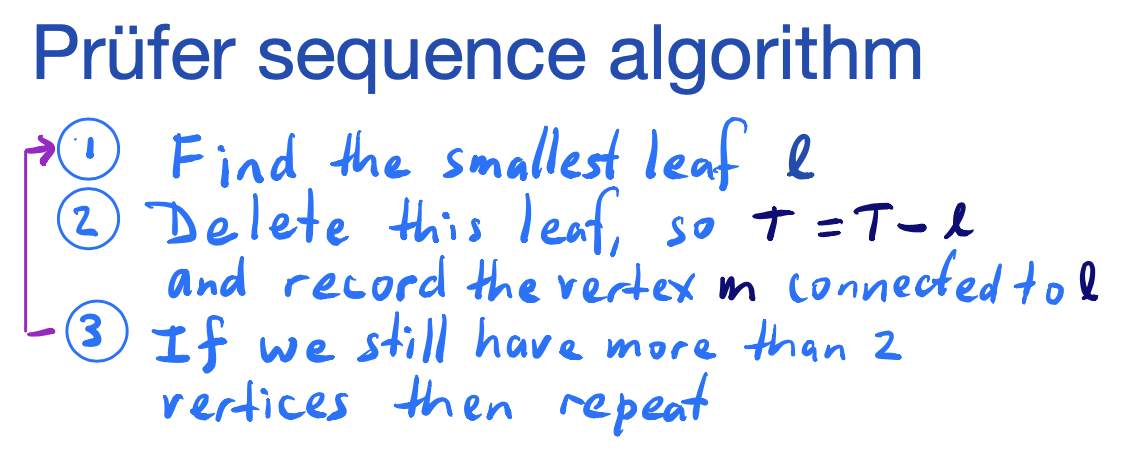 Prüfer sequence algorithm
1 Find the smallest leaf l
2 Delete this leaf, so T = T - l
and record the vertex m connected to l
3 If we still have more than 2
vertices then repeat